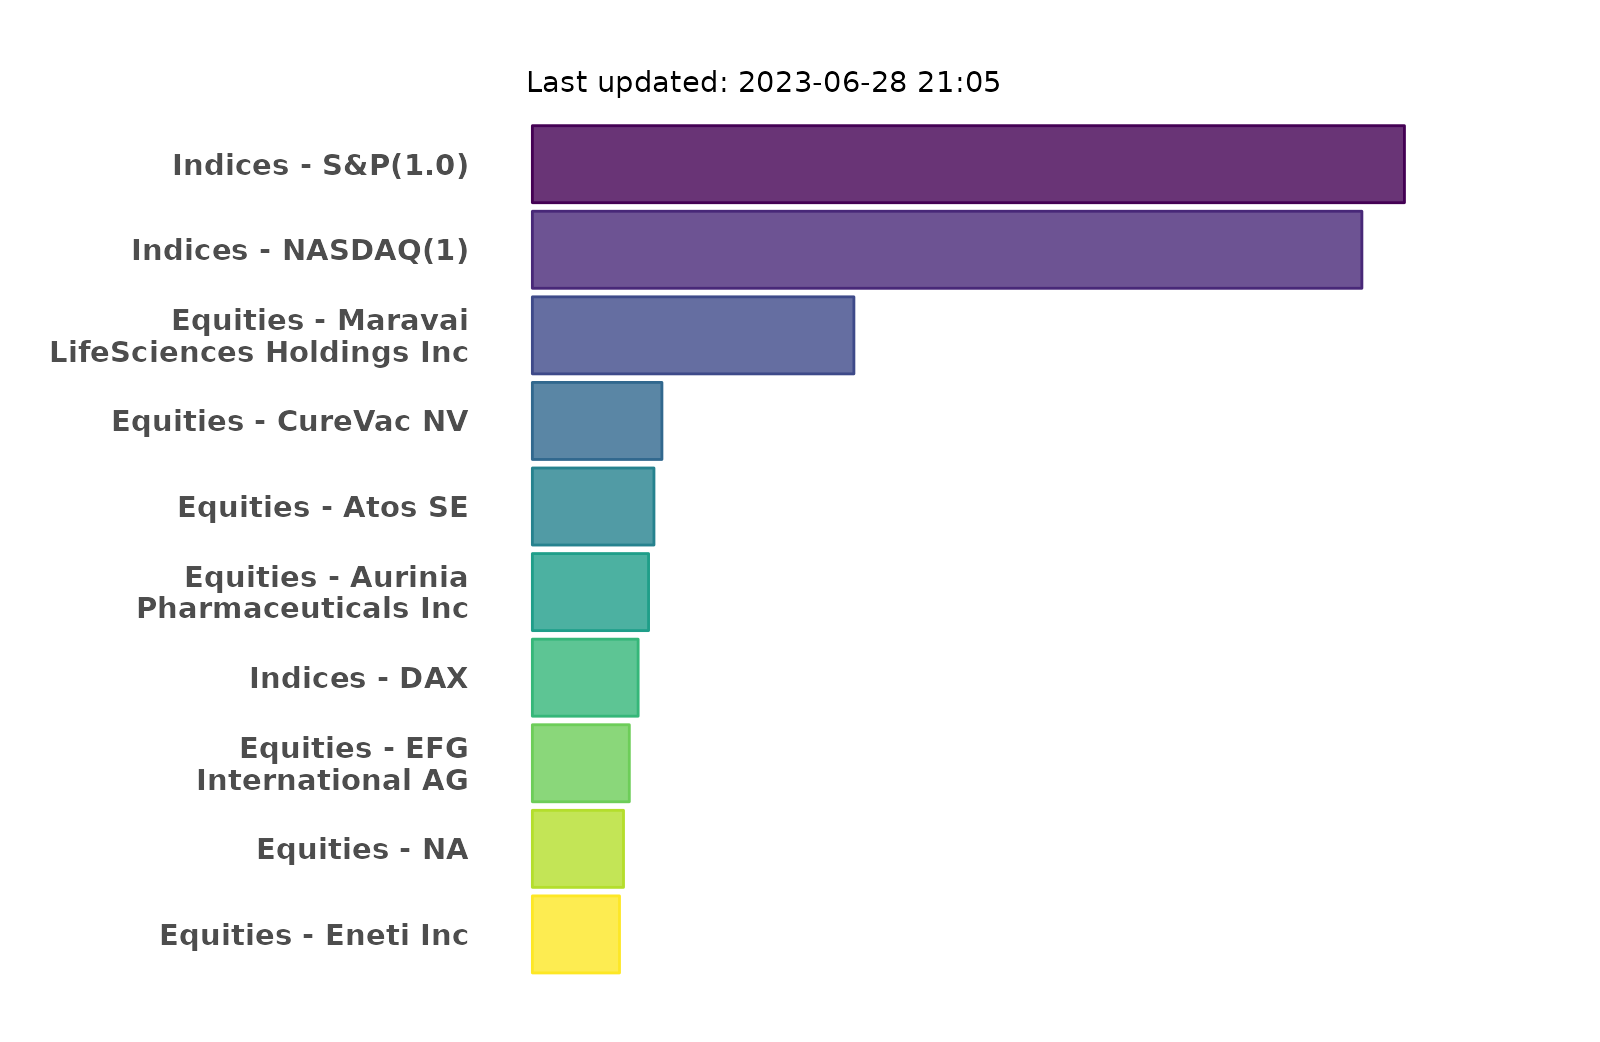 Last updated: 2023-06-28 21:05
Indices - S&P(1.0)
Indices - NASDAQ(1)
Equities - Maravai
LifeSciences Holdings Inc
Equities - CureVac NV
Equities - Atos SE
Equities - Aurinia
Pharmaceuticals Inc
Indices - DAX
Equities - EFG
International AG
Equities - NA
Equities - Eneti Inc